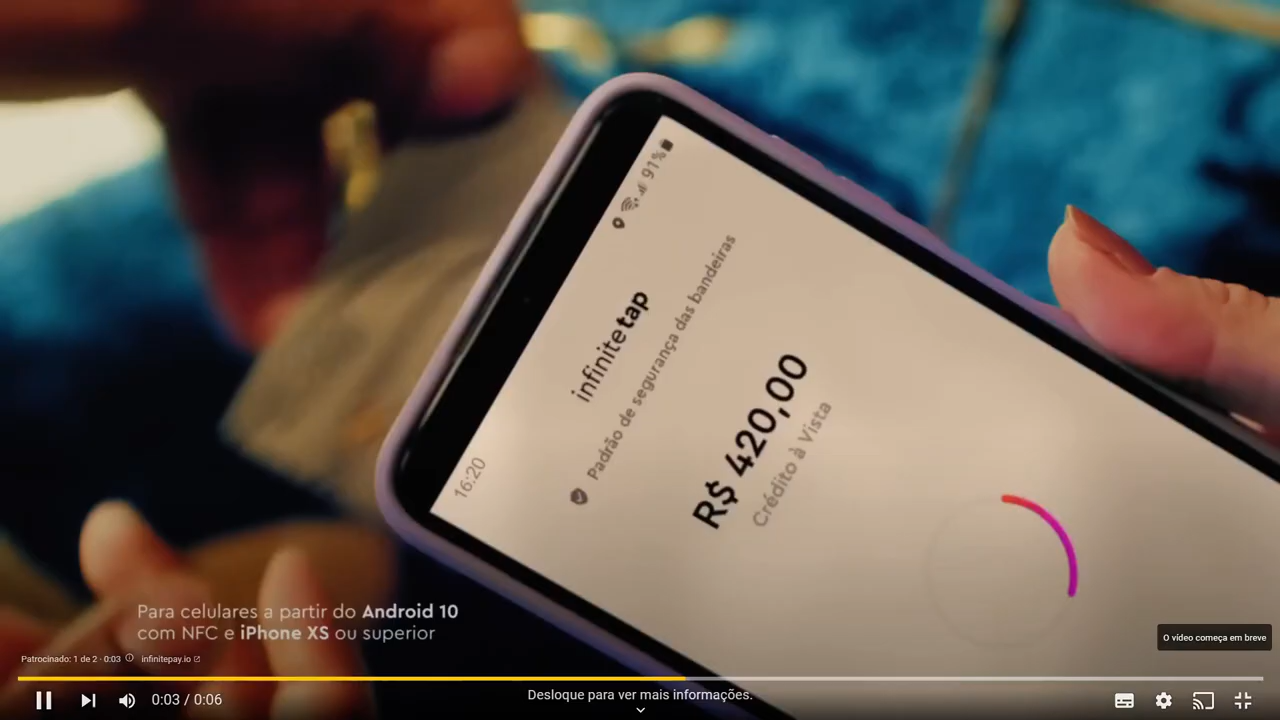 91%
infinitetap
Padrão de segurança das bandeiras
R$ 420,00
Crédito à Vista
16:20
Para celulares a partir do Android 10
com NFC e iPhone XS ou superior
O vídeo começa em breve
Patrocinado: 1 de 2 · 0:03 infinitepay.io
0:03 / 0:06
Desloque para ver mais informações.